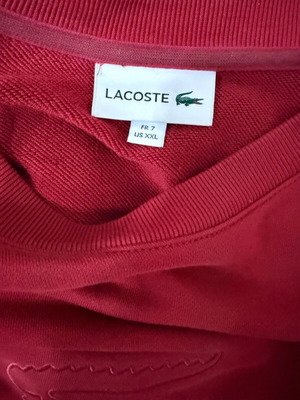 LACOSTE
FR 7
US XXL